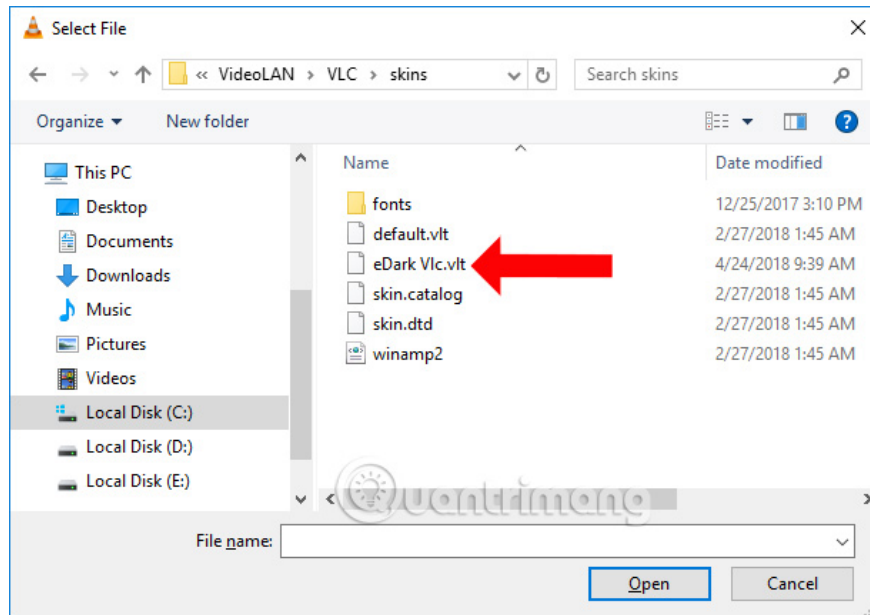 Select File
« VideoLAN > VLC > skins
Search skins
Organize
New folder
Name
Date modified
This PC
Desktop
Documents
Downloads
Music
Pictures
Videos
Local Disk (C:)
Local Disk (D:)
Local Disk (E:)
fonts 12/25/2017 3:10 PM
default.vlt 2/27/2018 1:45 AM
eDark Vlc.vlt 4/24/2018 9:39 AM
skin.catalog 2/27/2018 1:45 AM
skin.dtd 2/27/2018 1:45 AM
winamp2 2/27/2018 1:45 AM
Quantrimang
File name:
Open
Cancel